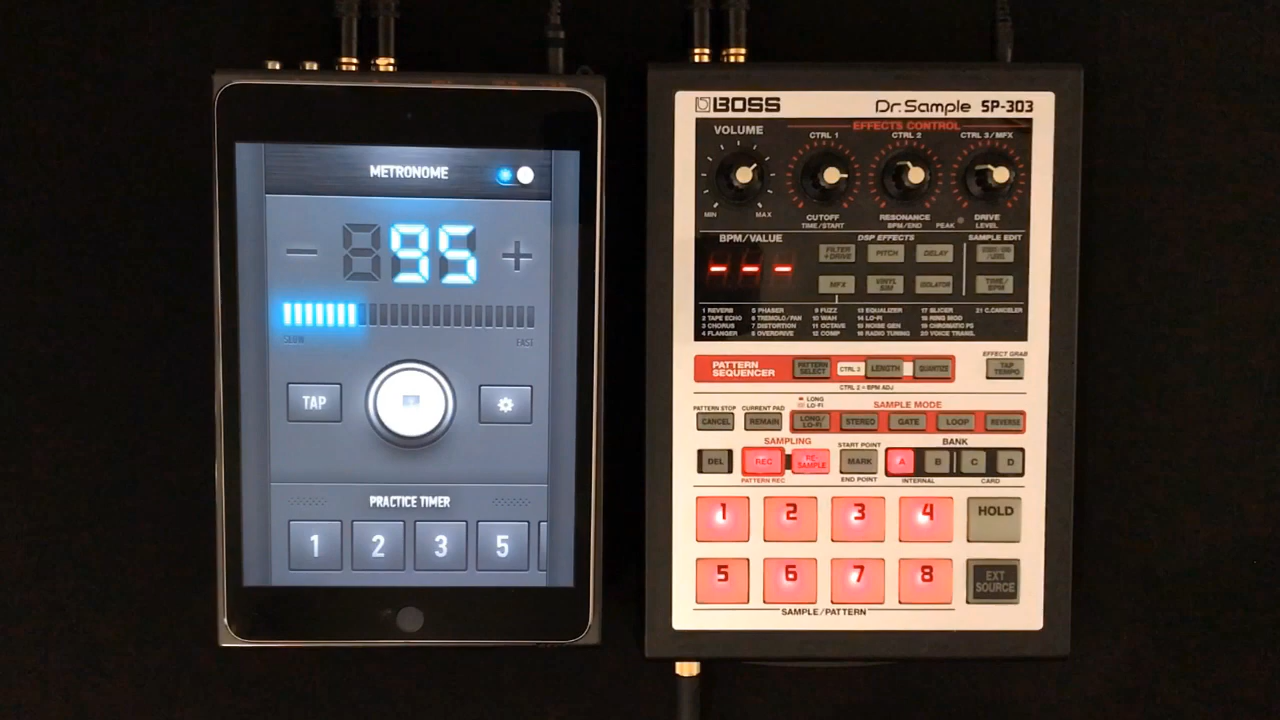 METRONOME
95
SLOW
FAST
TAP
PRACTICE TIMER
1 2 3 5
BOSS
Dr. Sample SP-303
VOLUME
MIN MAX
EFFECTS CONTROL
CTRL 1 CTRL 2 CTRL 3/MFX
CUTOFF RESONANCE DRIVE
TIME/START BPM/END PEAK LEVEL
BPM/VALUE
---
DSP EFFECTS
SAMPLE EDIT
FILTER +DRIVE PITCH DELAY
MFX VINYL SIM ISOLATOR TIME/BPM
1 REVERB 5 PHASER 9 FUZZ 13 EQUALIZER 17 SLICER 21 C.CANCELER
2 TAPE ECHO 6 TREMOLO/PAN 10 WAH 14 LO-FI 18 RING MOD
3 CHORUS 7 DISTORTION 11 OCTAVE 15 NOISE GEN 19 CHROMATIC PS
4 FLANGER 8 OVERDRIVE 12 COMP 16 RADIO TUNING 20 VOICE TRANS.
EFFECT GRAB
PATTERN SEQUENCER
PATTERN SELECT CTRL 3 LENGTH QUANTIZE TAP TEMPO
CTRL 2 = BPM ADJ
LONG
LO-FI
PATTERN STOP CURRENT PAD SAMPLE MODE
CANCEL REMAIN LONG/LO-FI STEREO GATE LOOP REVERSE
SAMPLING START POINT BANK
DEL REC RE-SAMPLE MARK A B C D
PATTERN REC END POINT INTERNAL CARD
1 2 3 4 HOLD
5 6 7 8 EXT SOURCE
SAMPLE/PATTERN